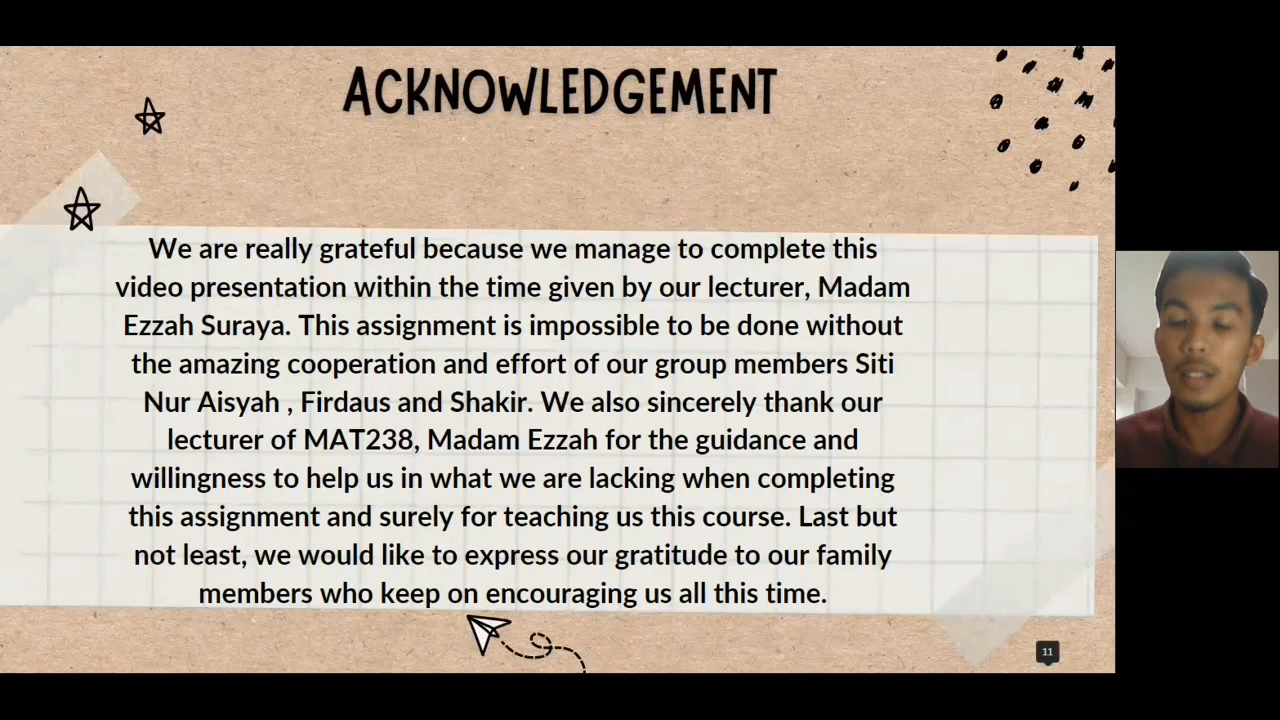 ACKNOWLEDGEMENT
We are really grateful because we manage to complete this
video presentation within the time given by our lecturer, Madam
Ezzah Suraya. This assignment is impossible to be done without
the amazing cooperation and effort of our group members Siti
Nur Aisyah , Firdaus and Shakir. We also sincerely thank our
lecturer of MAT238, Madam Ezzah for the guidance and
willingness to help us in what we are lacking when completing
this assignment and surely for teaching us this course. Last but
not least, we would like to express our gratitude to our family
members who keep on encouraging us all this time.
11